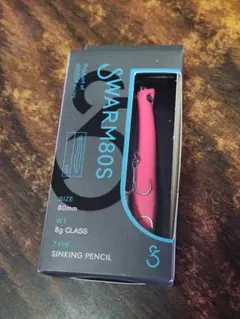 SWARM80S
SIZE
80mm
WT
8g CLASS
TYPE
SINKING PENCIL